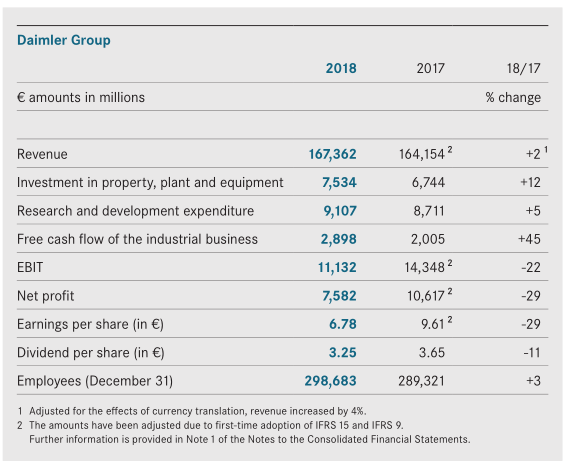 Daimler Group
2018 2017 18/17
€ amounts in millions % change
Revenue 167,362 164,154 2 +2 1
Investment in property, plant and equipment 7,534 6,744 +12
Research and development expenditure 9,107 8,711 +5
Free cash flow of the industrial business 2,898 2,005 +45
EBIT 11,132 14,348 2 -22
Net profit 7,582 10,617 2 -29
Earnings per share (in €) 6.78 9.61 2 -29
Dividend per share (in €) 3.25 3.65 -11
Employees (December 31) 298,683 289,321 +3
1 Adjusted for the effects of currency translation, revenue increased by 4%.
2 The amounts have been adjusted due to first-time adoption of IFRS 15 and IFRS 9.
Further information is provided in Note 1 of the Notes to the Consolidated Financial Statements.